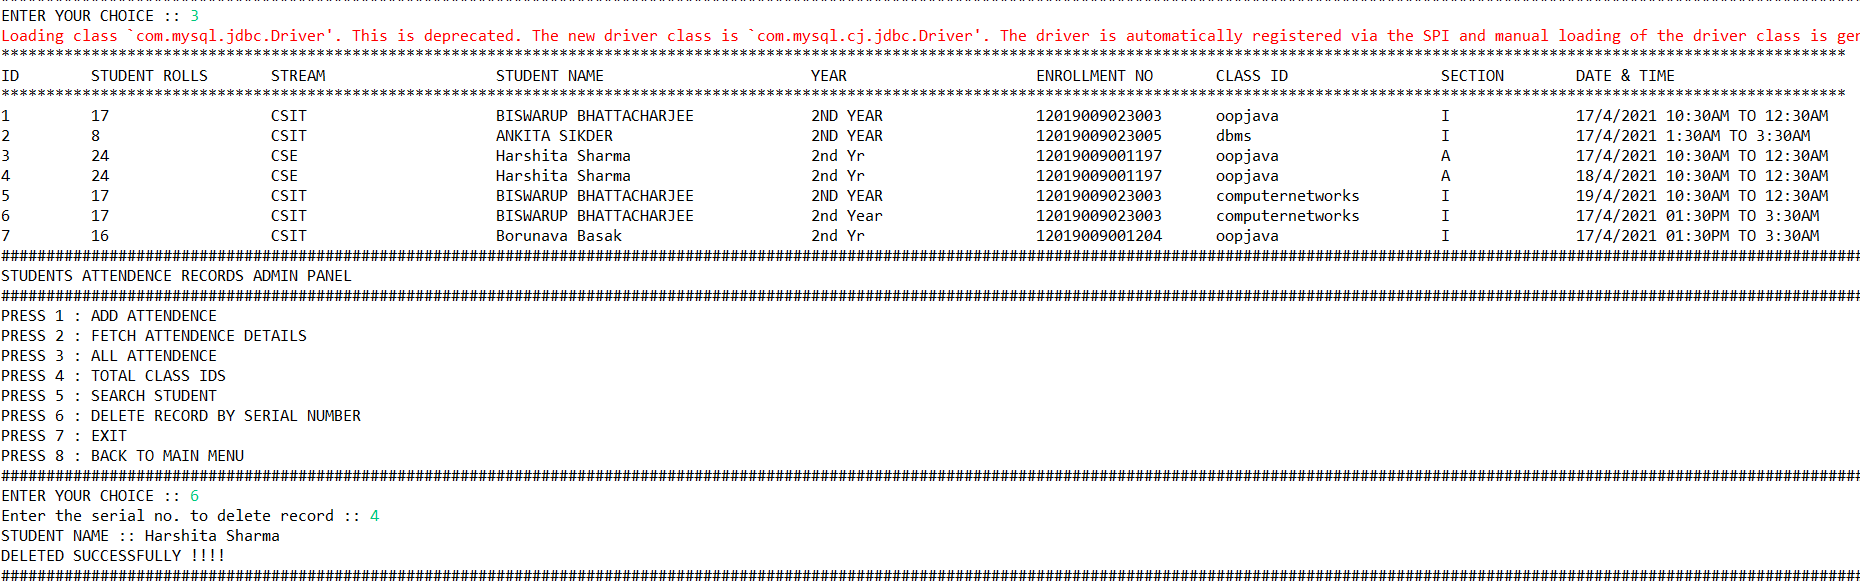 ENTER YOUR CHOICE :: 3
Loading class `com.mysql.jdbc.Driver'. This is deprecated. The new driver class is `com.mysql.cj.jdbc.Driver'. The driver is automatically registered via the SPI and manual loading of the driver class is ger
ID STUDENT ROLLS STREAM STUDENT NAME YEAR ENROLLMENT NO CLASS ID SECTION DATE & TIME
1 17 CSIT BISWARUP BHATTACHARJEE 2ND YEAR 12019009023003 oopjava I 17/4/2021 10:30AM TO 12:30AM
2 8 CSIT ANKITA SIKDER 2ND YEAR 12019009023005 dbms I 17/4/2021 1:30AM TO 3:30AM
3 24 CSE Harshita Sharma 2nd Yr 12019009001197 oopjava A 17/4/2021 10:30AM TO 12:30AM
4 24 CSE Harshita Sharma 2nd Yr 12019009001197 oopjava A 18/4/2021 10:30AM TO 12:30AM
5 17 CSIT BISWARUP BHATTACHARJEE 2ND YEAR 12019009023003 computernetworks I 19/4/2021 10:30AM TO 12:30AM
6 17 CSIT BISWARUP BHATTACHARJEE 2nd Year 12019009023003 computernetworks I 17/4/2021 01:30PM TO 3:30AM
7 16 CSIT Borunava Basak 2nd Yr 12019009001204 oopjava I 17/4/2021 01:30PM TO 3:30AM
STUDENTS ATTENDENCE RECORDS ADMIN PANEL
PRESS 1 : ADD ATTENDENCE
PRESS 2 : FETCH ATTENDENCE DETAILS
PRESS 3 : ALL ATTENDENCE
PRESS 4 : TOTAL CLASS IDS
PRESS 5 : SEARCH STUDENT
PRESS 6 : DELETE RECORD BY SERIAL NUMBER
PRESS 7 : EXIT
PRESS 8 : BACK TO MAIN MENU
ENTER YOUR CHOICE :: 6
Enter the serial no. to delete record :: 4
STUDENT NAME :: Harshita Sharma
DELETED SUCCESSFULLY !!!!